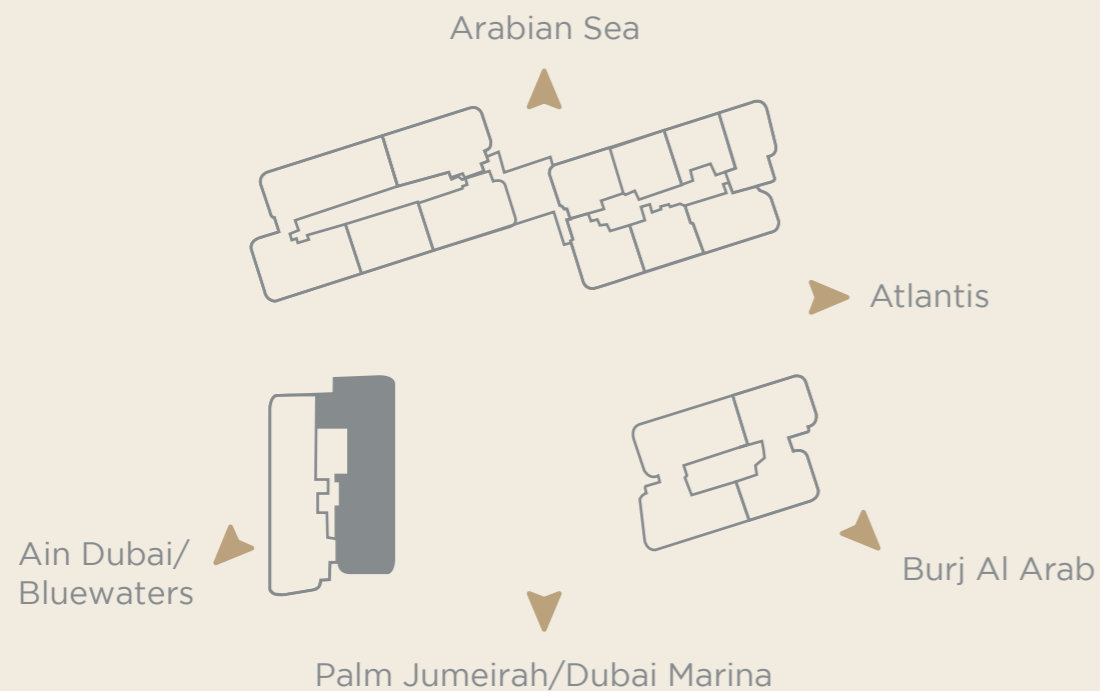 Arabian Sea
Atlantis
Ain Dubai/
Bluewaters
Burj Al Arab
Palm Jumeirah/Dubai Marina